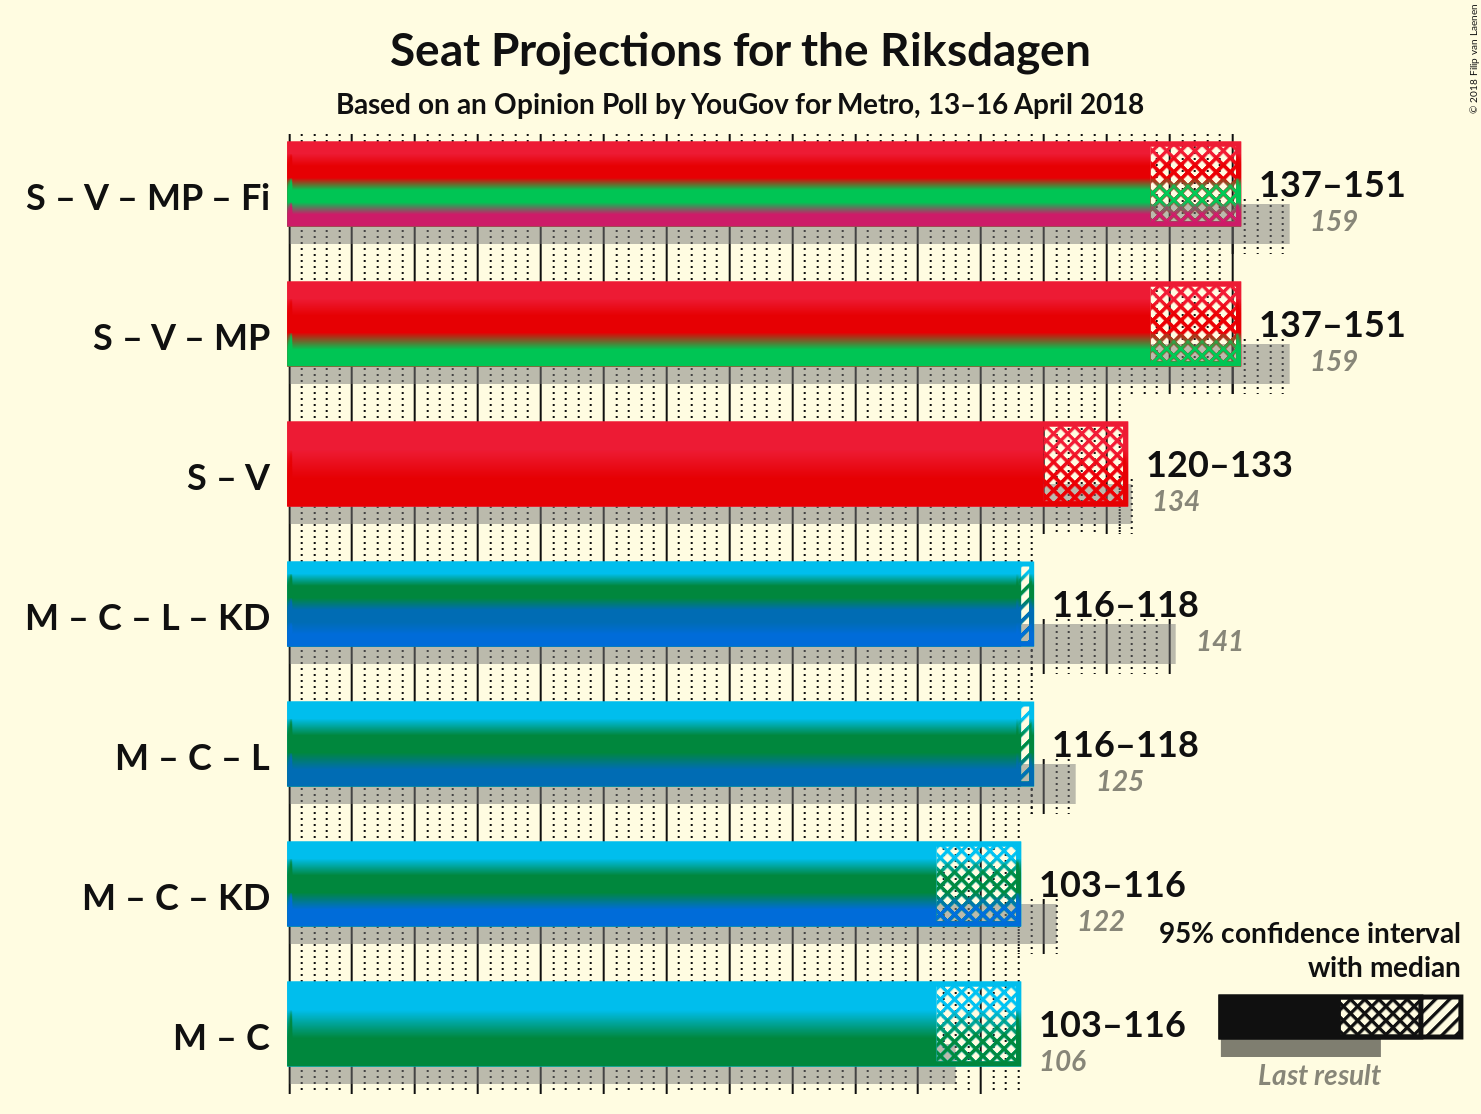 Seat Projections for the Riksdagen
Based on an Opinion Poll by YouGov for Metro, 13–16 April 2018
© 2018 Filip van Laenen
S – V – MP – Fi
137–151
159
S – V – MP
137–151
159
S – V
120–133
134
M – C – L – KD
116–118
141
M – C – L
116–118
125
M – C – KD
103–116
122
M – C
103–116
106
95% confidence interval
with median
Last result